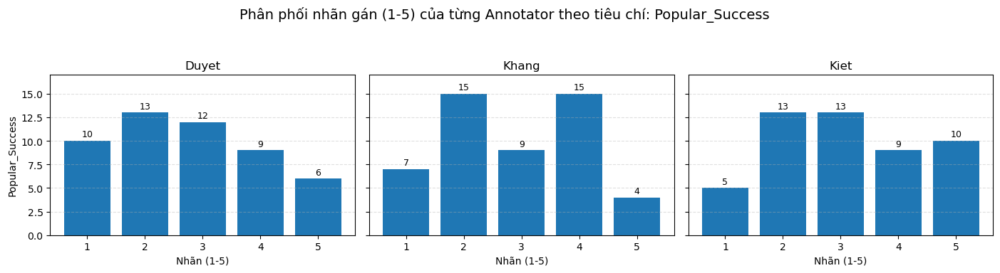 Phân phối nhãn gán (1-5) của từng Annotator theo tiêu chí: Popular_Success
Duyet
Popular_Success
15.0
12.5
10.0
7.5
5.0
2.5
0.0
10
13
12
9
6
1 2 3 4 5
Nhãn (1-5)
Khang
7
15
9
15
4
1 2 3 4 5
Nhãn (1-5)
Kiet
5
13
13
9
10
1 2 3 4 5
Nhãn (1-5)